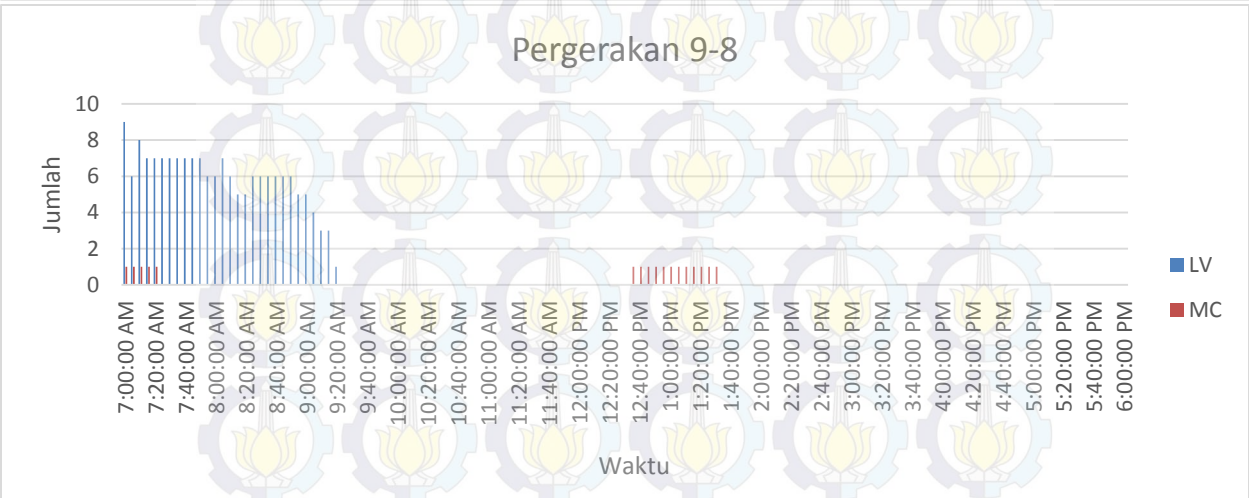 Pergerakan 9-8
Jumlah
10
8
6
4
2
0
7:00:00 AM
7:20:00 AM
7:40:00 AM
8:00:00 AM
8:20:00 AM
8:40:00 AM
9:00:00 AM
9:20:00 AM
9:40:00 AM
10:00:00 AM
10:20:00 AM
10:40:00 AM
11:00:00 AM
11:20:00 AM
11:40:00 AM
12:00:00 PM
12:20:00 PM
12:40:00 PM
1:00:00 PM
1:20:00 PM
1:40:00 PM
2:00:00 PM
2:20:00 PM
2:40:00 PM
3:00:00 PM
3:20:00 PM
3:40:00 PM
4:00:00 PM
4:20:00 PM
4:40:00 PM
5:00:00 PM
5:20:00 PM
5:40:00 PM
6:00:00 PM
Waktu
LV
MC